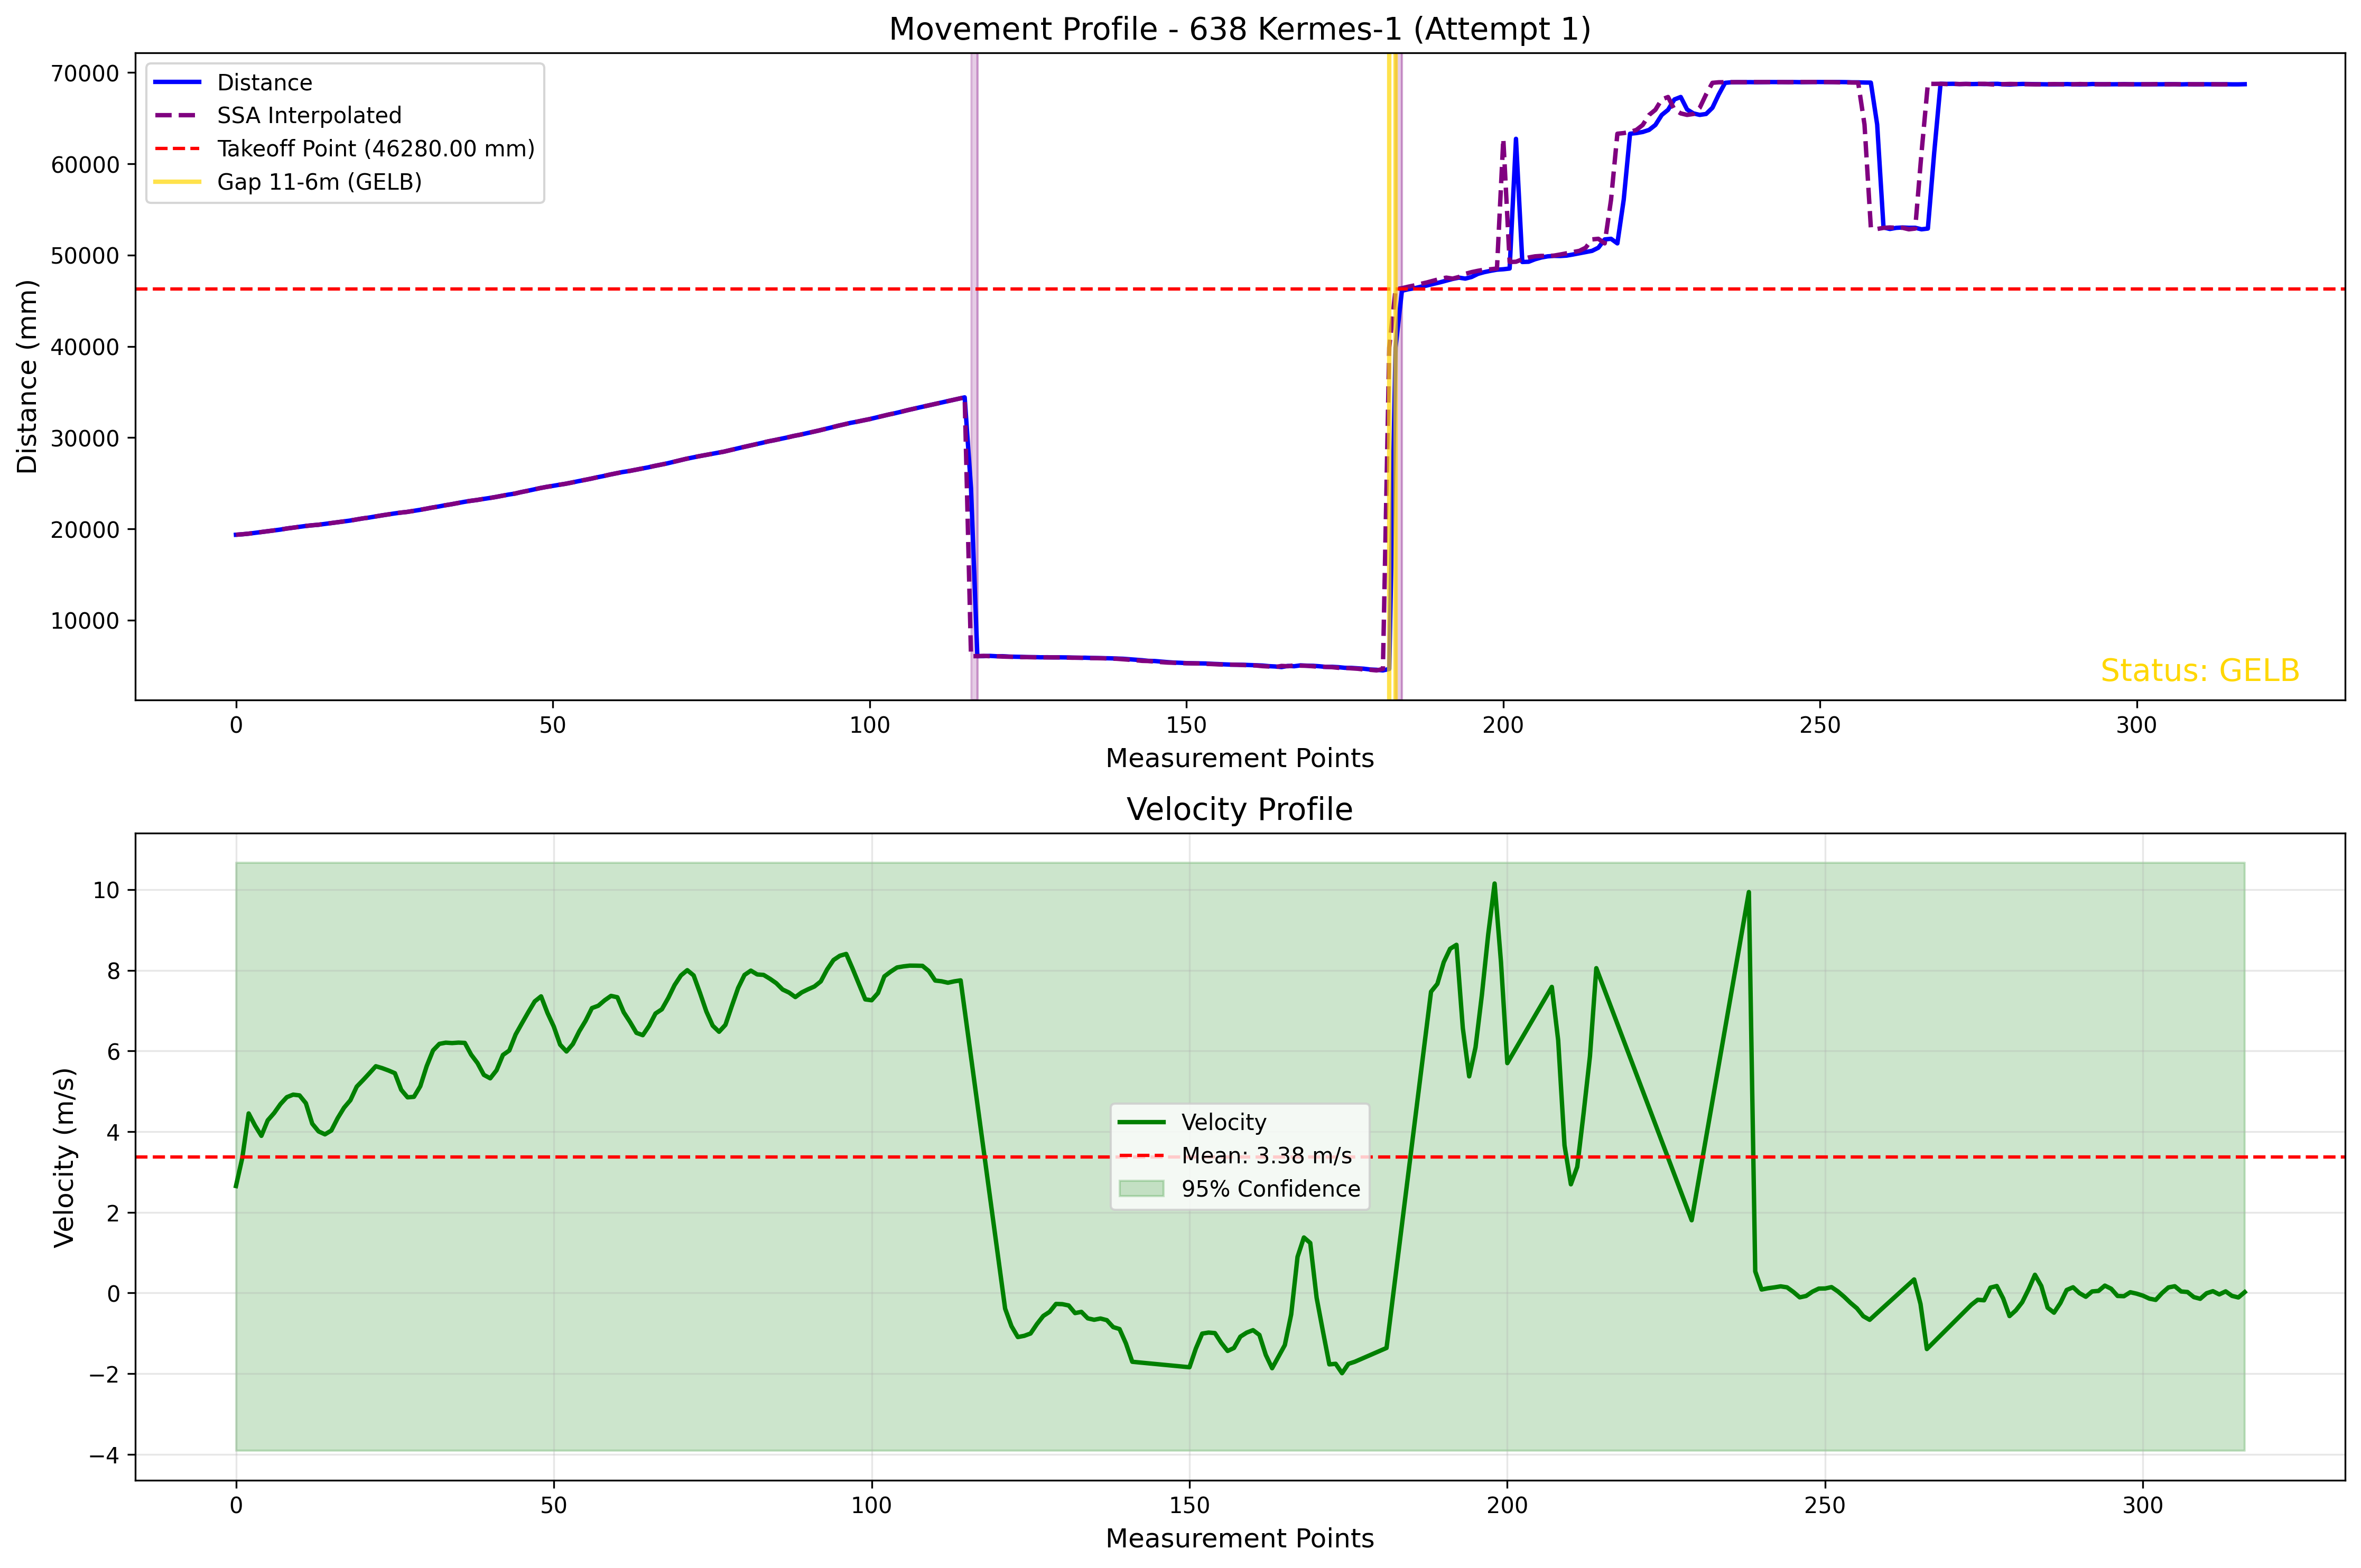 Movement Profile - 638 Kermes-1 (Attempt 1)
Distance (mm)
70000
60000
50000
40000
30000
20000
10000
Distance
SSA Interpolated
Takeoff Point (46280.00 mm)
Gap 11-6m (GELB)
Status: GELB
0 50 100 150 200 250 300
Measurement Points
Velocity Profile
Velocity (m/s)
10
8
6
4
2
0
−2
−4
Velocity
Mean: 3.38 m/s
95% Confidence
0 50 100 150 200 250 300
Measurement Points